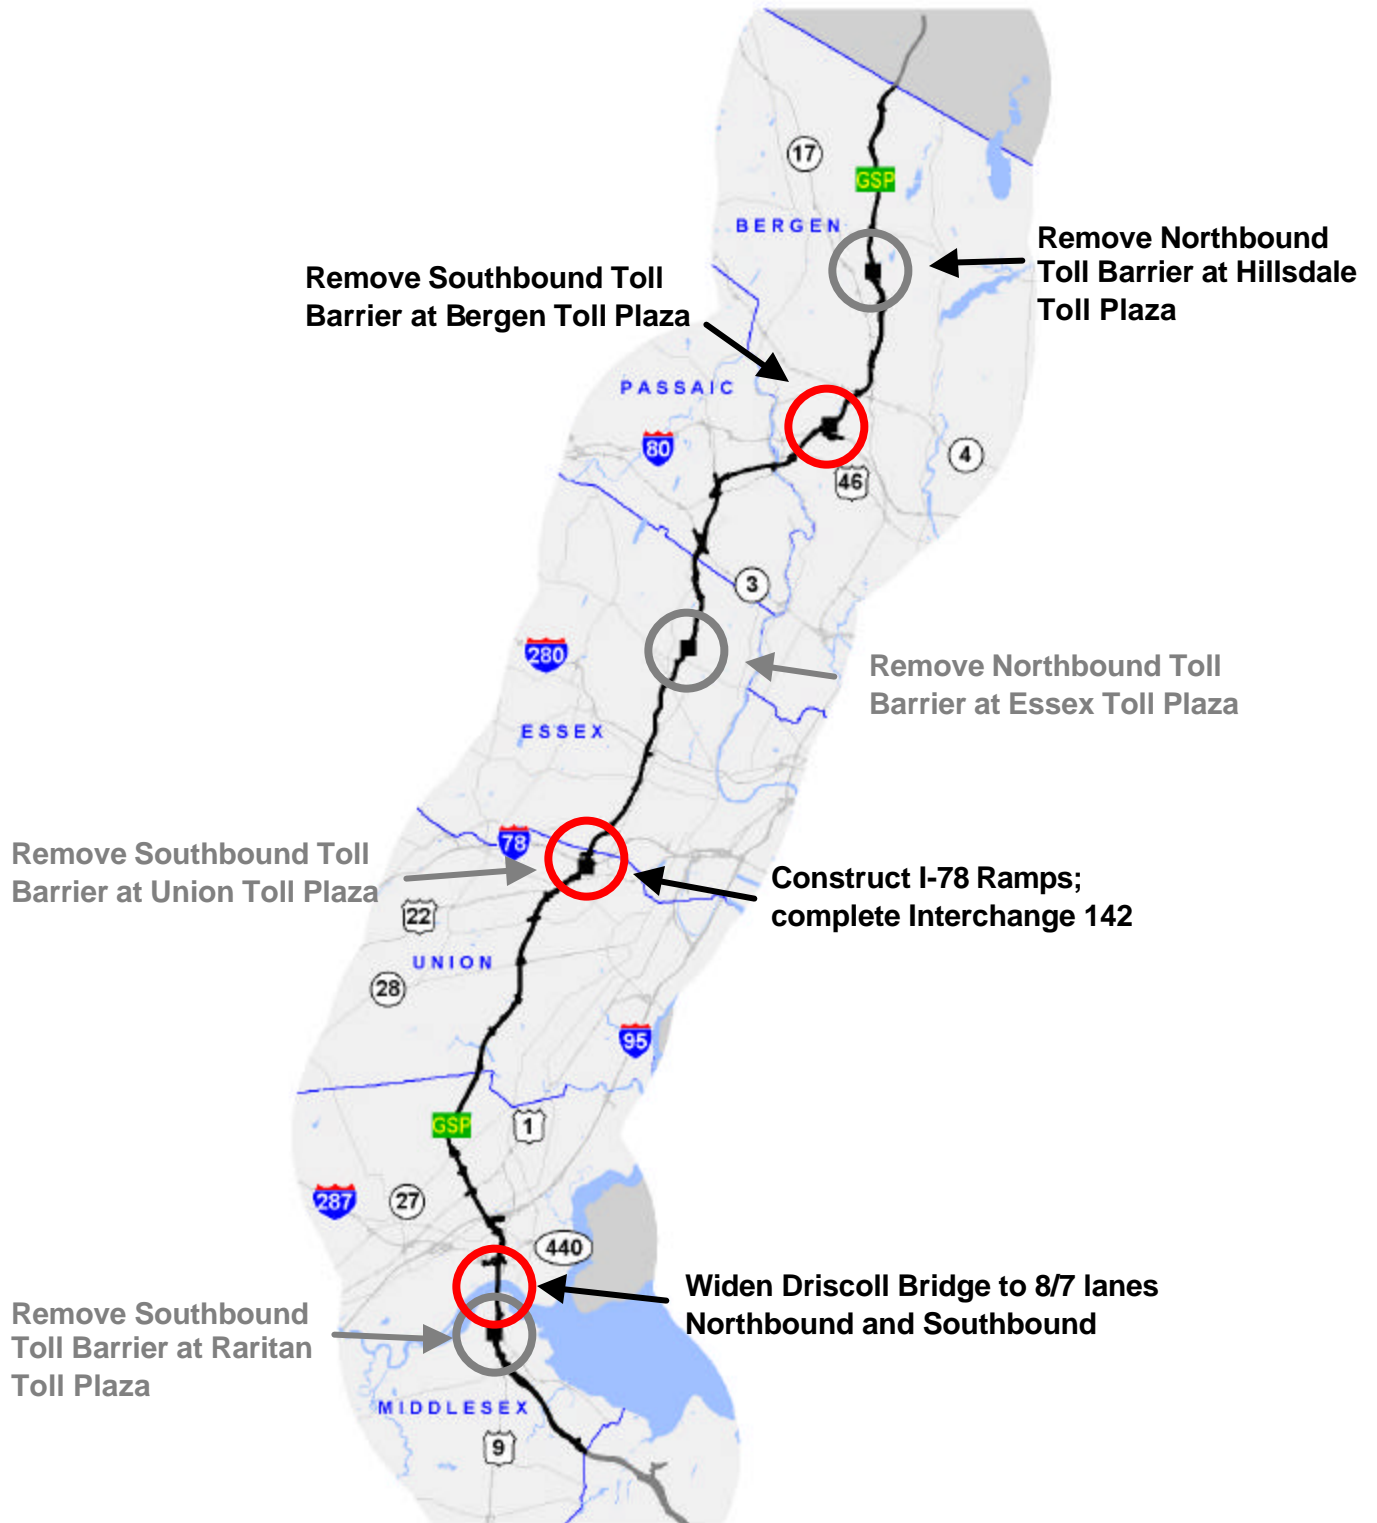 17
GSP
BERGEN
Remove Northbound
Toll Barrier at Hillsdale
Toll Plaza
Remove Southbound Toll
Barrier at Bergen Toll Plaza
PASSAIC
80
4
46
3
280
Remove Northbound Toll
Barrier at Essex Toll Plaza
ESSEX
78
Remove Southbound Toll
Barrier at Union Toll Plaza
Construct I-78 Ramps;
complete Interchange 142
22
UNION
28
95
GSP
1
287
27
440
Widen Driscoll Bridge to 8/7 lanes
Northbound and Southbound
Remove Southbound
Toll Barrier at Raritan
Toll Plaza
MIDDLESEX
9